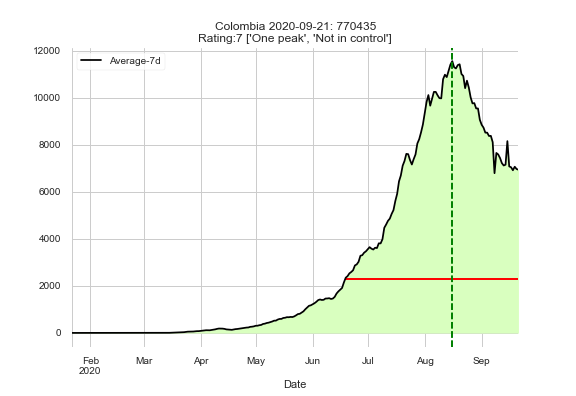 Colombia 2020-09-21: 770435
Rating:7 ['One peak', 'Not in control']
12000
Average-7d
10000
8000
6000
4000
2000
0
Feb Mar Apr May Jun Jul Aug Sep
2020
Date